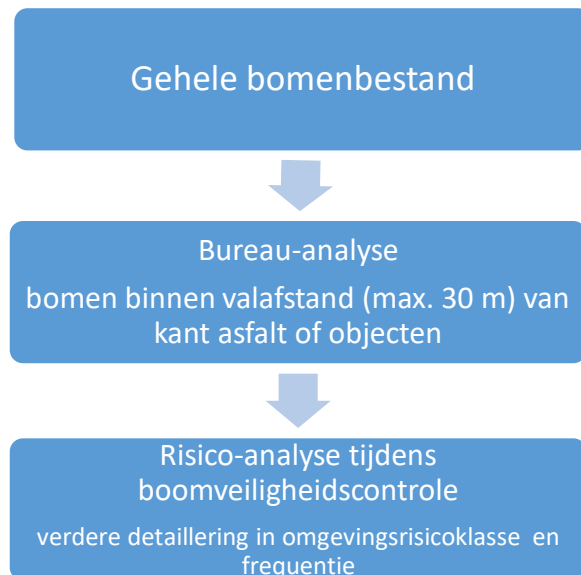 Gehele bomenbestand
Bureau-analyse
bomen binnen valafstand (max. 30 m) van
kant asfalt of objecten
Risico-analyse tijdens
boomveiligheidscontrole
verdere detaillering in omgevingsrisicoklasse en
frequentie